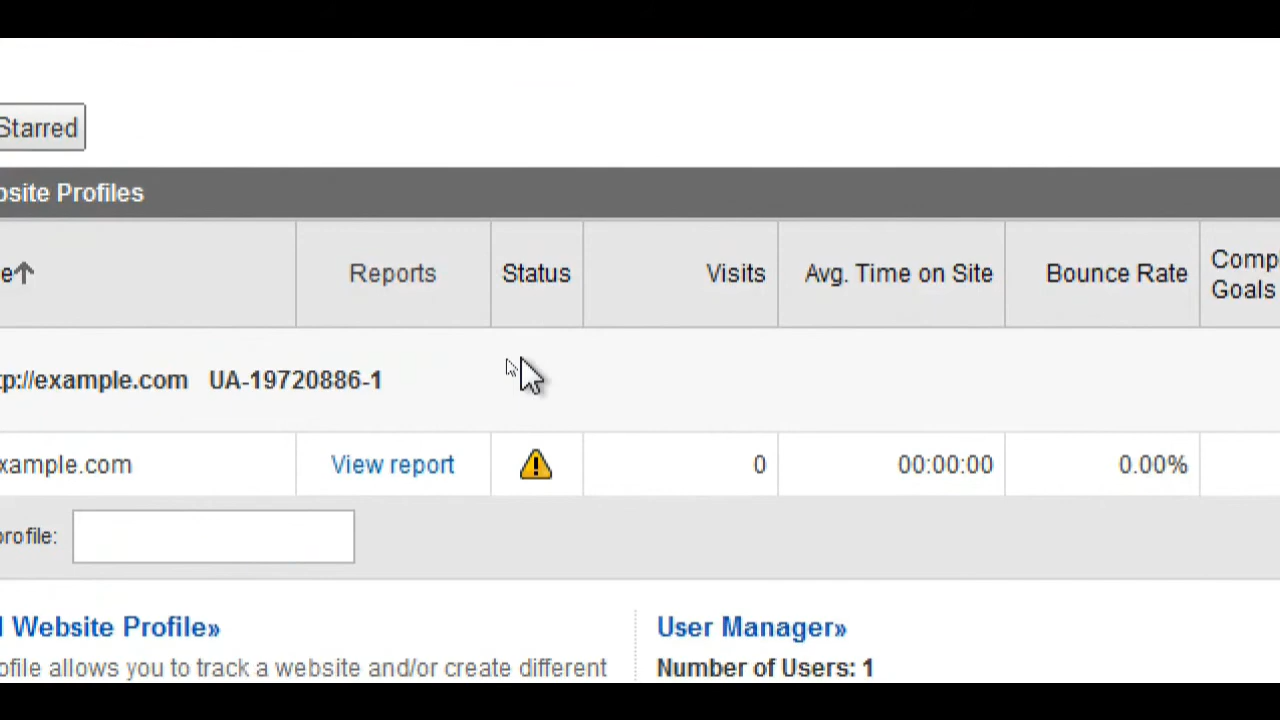 Starred
bsite Profiles
e↑ Reports Status Visits Avg. Time on Site Bounce Rate Comp
Goals
tp://example.com UA-19720886-1
xample.com View report 0 00:00:00 0.00%
profile:
Website Profile» User Manager»
ofile allows you to track a website and/or create different Number of Users: 1